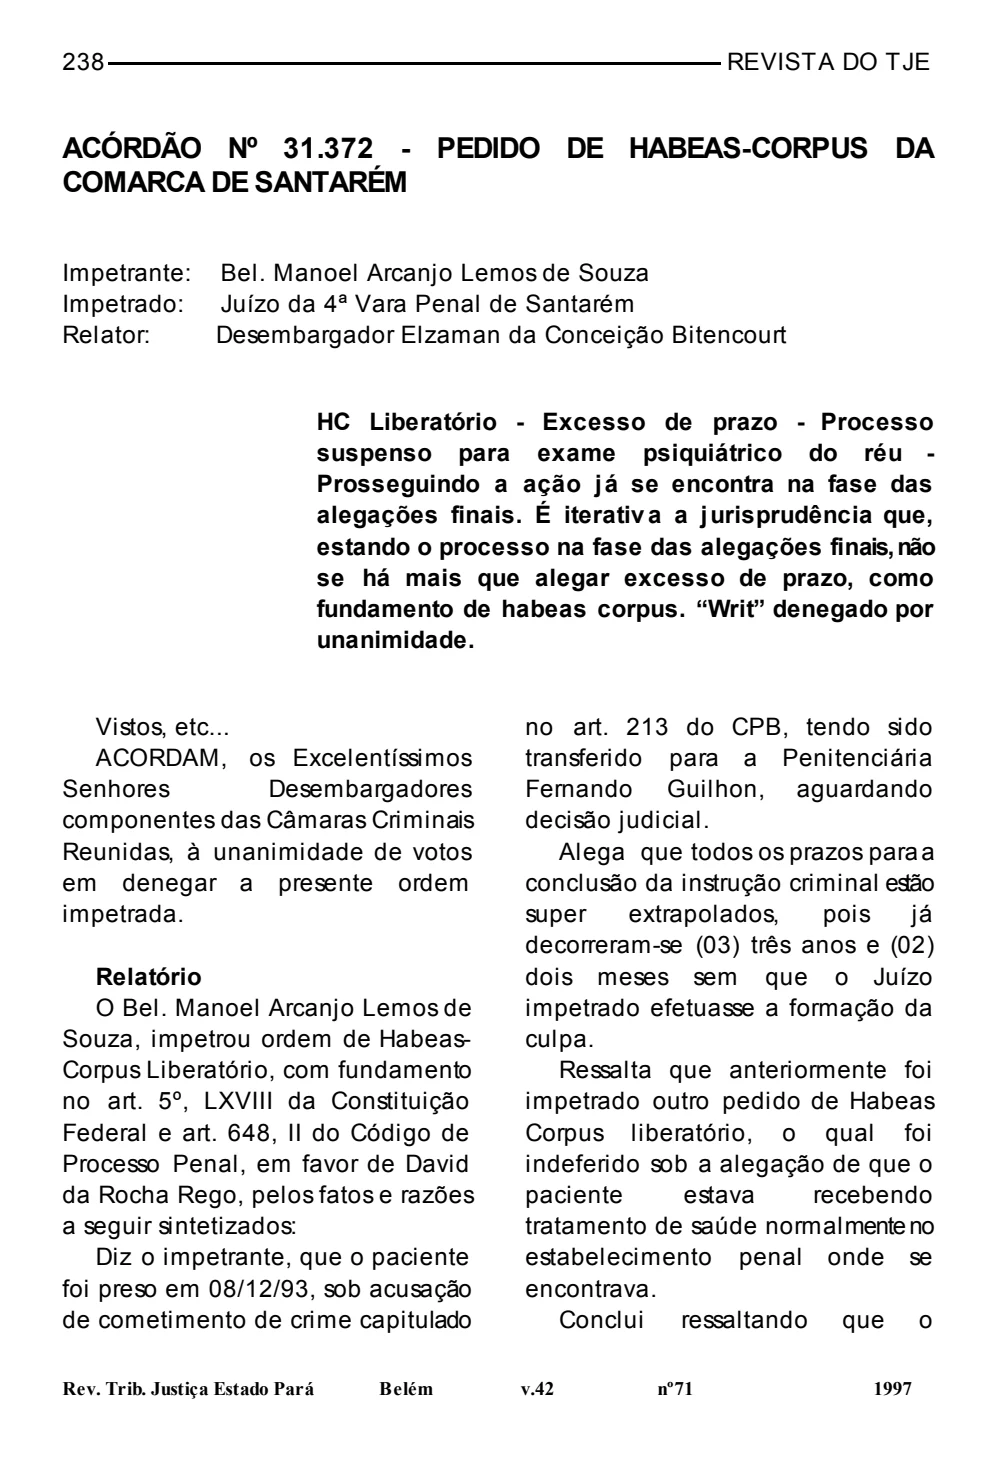 238 REVISTA DO TJE
ACÓRDÃO Nº 31.372 - PEDIDO DE HABEAS-CORPUS DA
COMARCA DE SANTARÉM
Impetrante: Bel. Manoel Arcanjo Lemos de Souza
Impetrado: Juízo da 4ª Vara Penal de Santarém
Relator: Desembargador Elzaman da Conceição Bitencourt
HC Liberatório - Excesso de prazo - Processo
suspenso para exame psiquiátrico do réu -
Prosseguindo a ação já se encontra na fase das
alegações finais. É iterativa a jurisprudência que,
estando o processo na fase das alegações finais, não
se há mais que alegar excesso de prazo, como
fundamento de habeas corpus. “Writ” denegado por
unanimidade.
Vistos, etc...
ACORDAM, os Excelentíssimos
Senhores Desembargadores
componentes das Câmaras Criminais
Reunidas, à unanimidade de votos
em denegar a presente ordem
impetrada.
Relatório
O Bel. Manoel Arcanjo Lemos de
Souza, impetrou ordem de Habeas-
Corpus Liberatório, com fundamento
no art. 5º, LXVIII da Constituição
Federal e art. 648, II do Código de
Processo Penal, em favor de David
da Rocha Rego, pelos fatos e razões
a seguir sintetizados:
Diz o impetrante, que o paciente
foi preso em 08/12/93, sob acusação
de cometimento de crime capitulado
no art. 213 do CPB, tendo sido
transferido para a Penitenciária
Fernando Guilhon, aguardando
decisão judicial.
Alega que todos os prazos para a
conclusão da instrução criminal estão
super extrapolados, pois já
decorreram-se (03) três anos e (02)
dois meses sem que o Juízo
impetrado efetuasse a formação da
culpa.
Ressalta que anteriormente foi
impetrado outro pedido de Habeas
Corpus liberatório, o qual foi
indeferido sob a alegação de que o
paciente estava recebendo
tratamento de saúde normalmente no
estabelecimento penal onde se
encontrava.
Conclui ressaltando que o
Rev. Trib. Justiça Estado Pará Belém v.42 nº71 1997